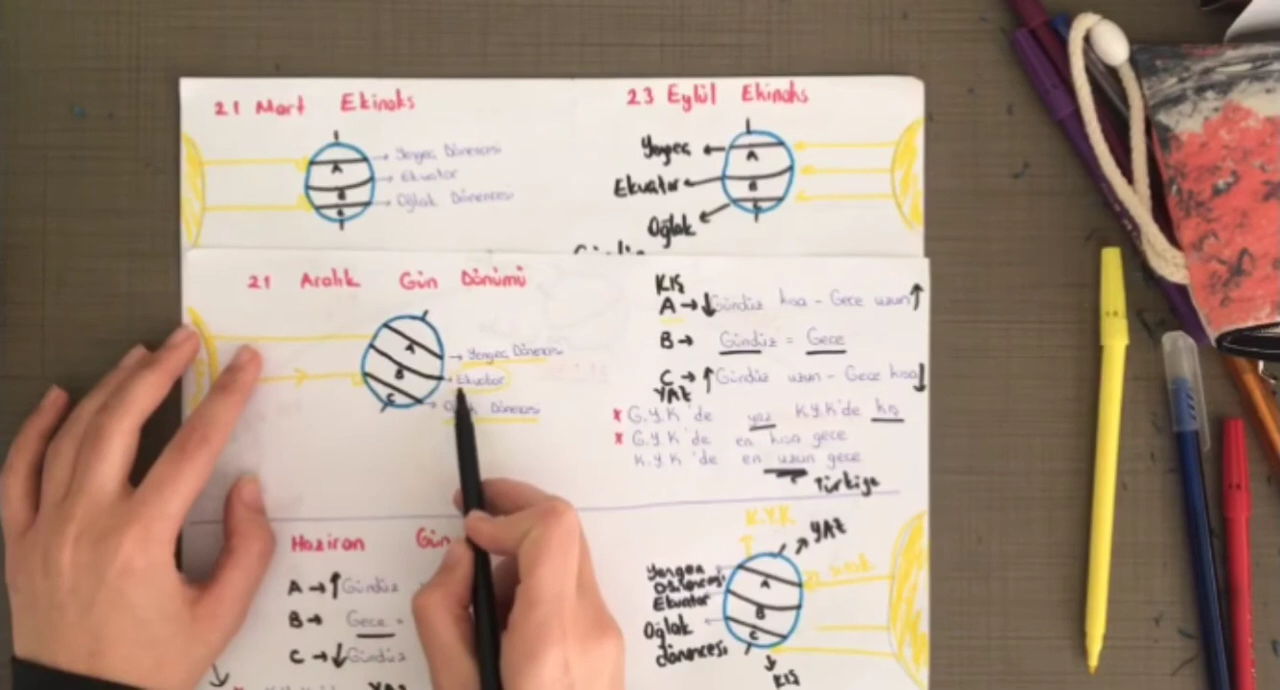 21 Mart Ekinoks
A
B
Yengeç Dönencesi
Ekvator
Oğlak Dönencesi
23 Eylül Ekinoks
Yengeç
Ekvator
Oğlak
A
B
C
21 Aralık Gün Dönümü
A
B
C
→ Yengeç Dönencesi
→ Ekvator
Dönencesi
KIŞ
A → ↓ Gündüz kısa - Gece uzun ↑
B → Gündüz = Gece
C → ↑ Gündüz uzun - Gece kısa ↓
YAZ
x G.Y.K'de yaz K.Y.K'de kış
x G.Y.K'de en kısa gece
K.Y.K'de en uzun gece
Türkiye
Haziran Gün
A → ↑ Gündüz
B → Gece
C → ↓ Gündüz
K.Y.K.
YAZ
Yengeç Dönencesi
Ekvator
Oğlak dönencesi
A
B
C
KIŞ